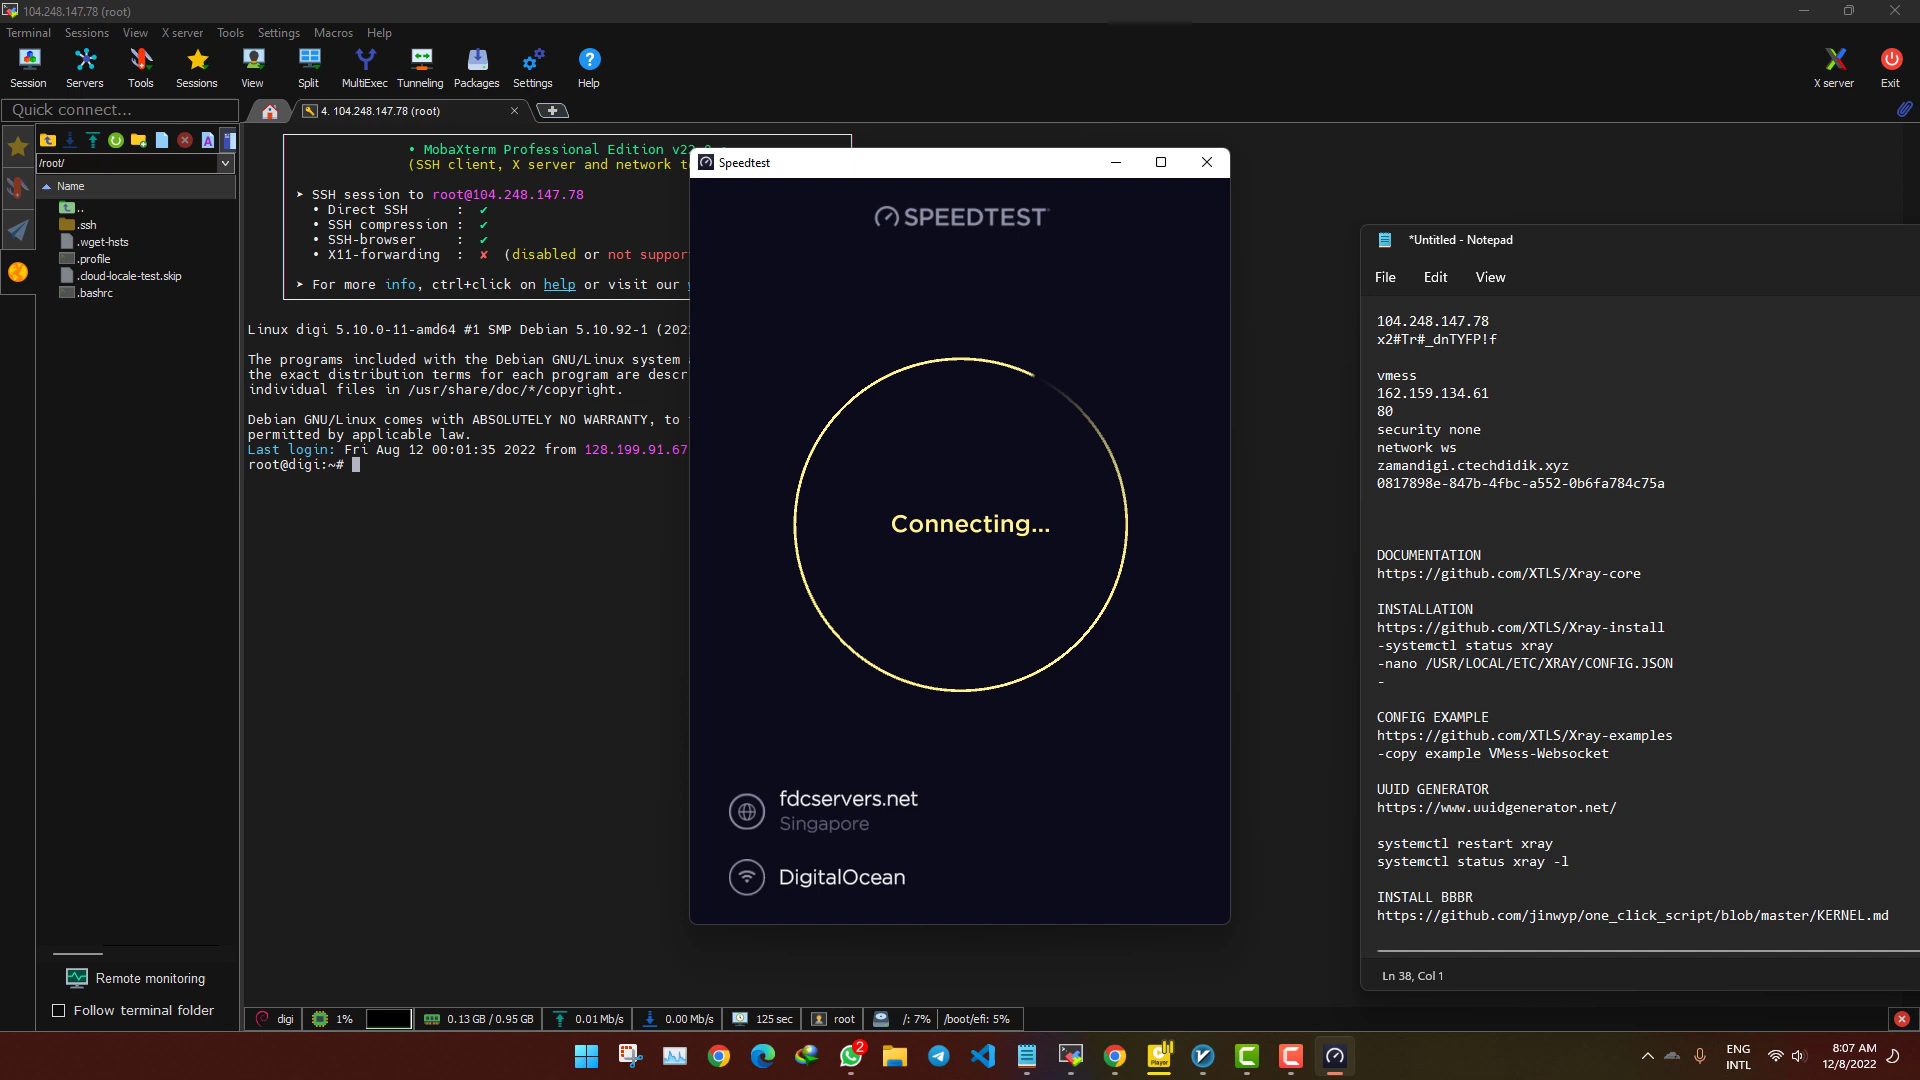 104.248.147.78 (root)
Terminal Sessions View X server Tools Settings Macros Help
Session Servers Tools Sessions View Split MultiExec Tunneling Packages Settings Help X server Exit
Quick connect...
4. 104.248.147.78 (root)
/root/
Name
..
.ssh
.wget-hsts
.profile
.cloud-locale-test.skip
.bashrc
Remote monitoring
Follow terminal folder
• MobaXterm Professional Edition
(SSH client, X server and network
➤ SSH session to root@104.248.147.78
• Direct SSH : ✔
• SSH compression : ✔
• SSH-browser : ✔
• X11-forwarding : ✘ (disabled or not suppor
➤ For more info, ctrl+click on help or visit our
Linux digi 5.10.0-11-amd64 #1 SMP Debian 5.10.92-1 (202
The programs included with the Debian GNU/Linux system
the exact distribution terms for each program are descr
individual files in /usr/share/doc/*/copyright.
Debian GNU/Linux comes with ABSOLUTELY NO WARRANTY, to
permitted by applicable law.
Last login: Fri Aug 12 00:01:35 2022 from 128.199.91.67
root@digi:~#
Speedtest
SPEEDTEST
Connecting...
fdcservers.net
Singapore
DigitalOcean
*Untitled - Notepad
File Edit View
104.248.147.78
x2#Tr#_dnTYFP!f
vmess
162.159.134.61
80
security none
network ws
zamandigi.ctechdidik.xyz
0817898e-847b-4fbc-a552-0b6fa784c75a
DOCUMENTATION
https://github.com/XTLS/Xray-core
INSTALLATION
https://github.com/XTLS/Xray-install
-systemctl status xray
-nano /USR/LOCAL/ETC/XRAY/CONFIG.JSON
-
CONFIG EXAMPLE
https://github.com/XTLS/Xray-examples
-copy example VMess-Websocket
UUID GENERATOR
https://www.uuidgenerator.net/
systemctl restart xray
systemctl status xray -l
INSTALL BBBR
https://github.com/jinwyp/one_click_script/blob/master/KERNEL.md
Ln 38, Col 1
digi 1% 0.13 GB / 0.95 GB 0.01 Mb/s 0.00 Mb/s 125 sec root /: 7% /boot/efi: 5%
2
Player
ENG
INTL
8:07 AM
12/8/2022